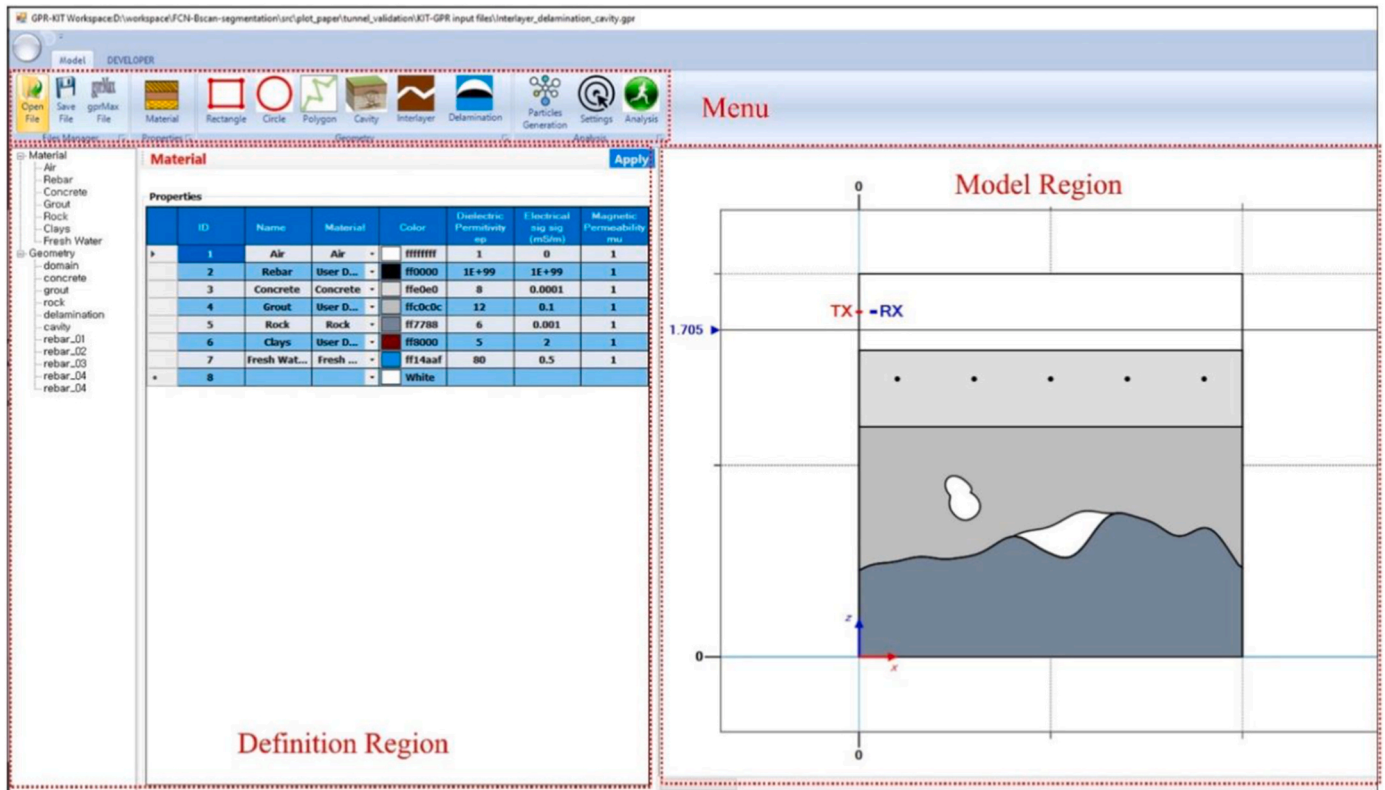 GPR-KIT Workspace:D:\workspace\FCN-Bscan-segmentation\src\plot_paper\tunnel_validation\KIT-GPR input files\Interlayer_delamination_cavity.gpr
Model DEVELOPER
Open File
Save File
gprMax
gprMax File
Material
Rectangle
Circle
Polygon
Cavity
Interlayer
Delamination
Particles Generation
Settings
Analysis
Files Manager
Properties
Geometry
Analysis
Menu
Material
Air
Rebar
Concrete
Grout
Rock
Clays
Fresh Water
Geometry
domain
concrete
grout
rock
delamination
cavity
rebar_01
rebar_02
rebar_03
rebar_04
rebar_04
Material Apply
Properties
ID Name Material Color Dielectric Permitivity ep Electrical sig sig (mS/m) Magnetic Permeability mu
1 Air Air ffffffff 1 0 1
2 Rebar User D... ff0000 1E+99 1E+99 1
3 Concrete Concrete ffe0e0 8 0.0001 1
4 Grout User D... ffc0c0c 12 0.1 1
5 Rock Rock ff7788 6 0.001 1
6 Clays User D... ff8000 5 2 1
7 Fresh Wat... Fresh ... ff14aaf 80 0.5 1
8 White
Definition Region
Model Region
0
TX RX
1.705
z
0
x
0